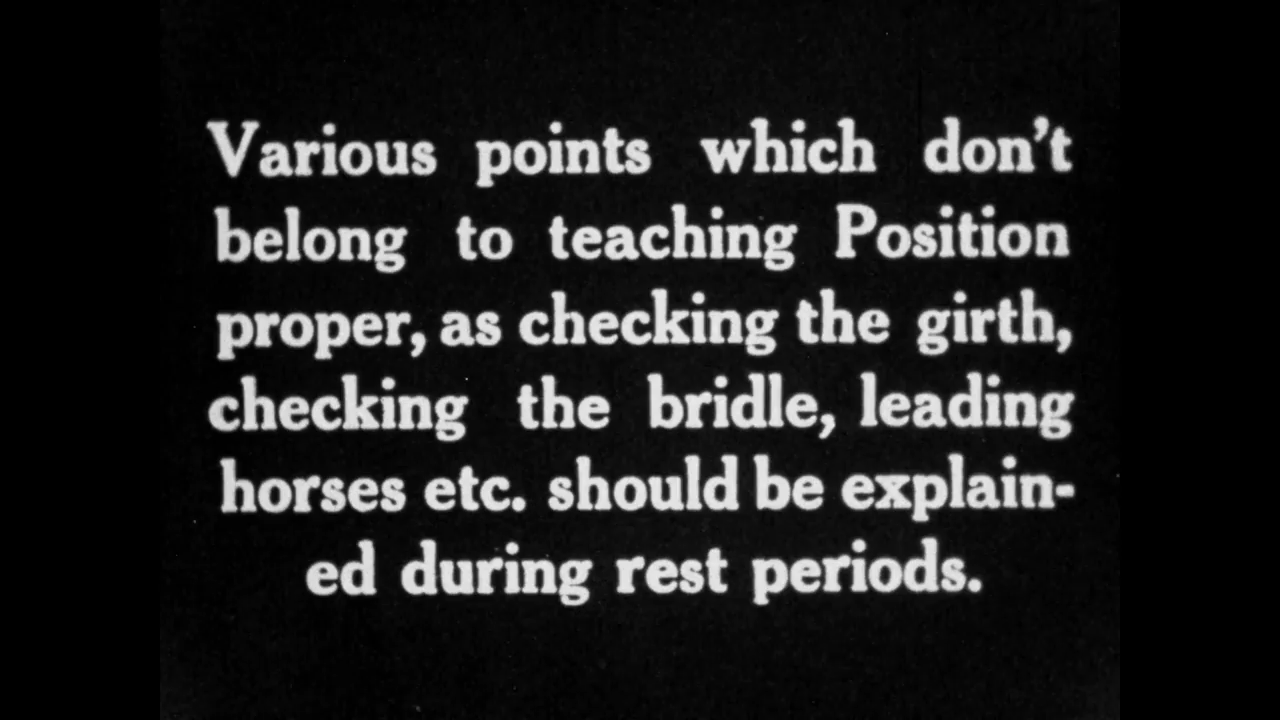 Various points which don't
belong to teaching Position
proper, as checking the girth,
checking the bridle, leading
horses etc. should be explain-
ed during rest periods.